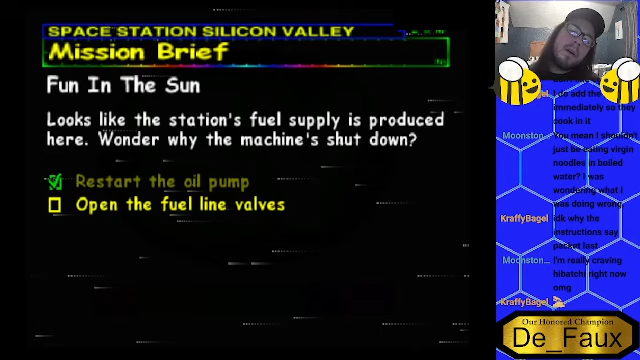 SPACE STATION SILICON VALLEY
Mission Brief
Fun In The Sun
Looks like the station's fuel supply is produced
here. Wonder why the machine's shut down?
Restart the oil pump
Open the fuel line valves
I do add the
immediately so they
cook in it
Moonston... You mean I shouldn't
just be eating virgin
noodles in boiled
water? I was
wondering what I
was doing wrong
KraffyBagel idk why the
instructions say
packet last
Moonston... I'm really craving
hibatchi right now
omg
KraffyBagel
Our Honored Champion
De_Faux